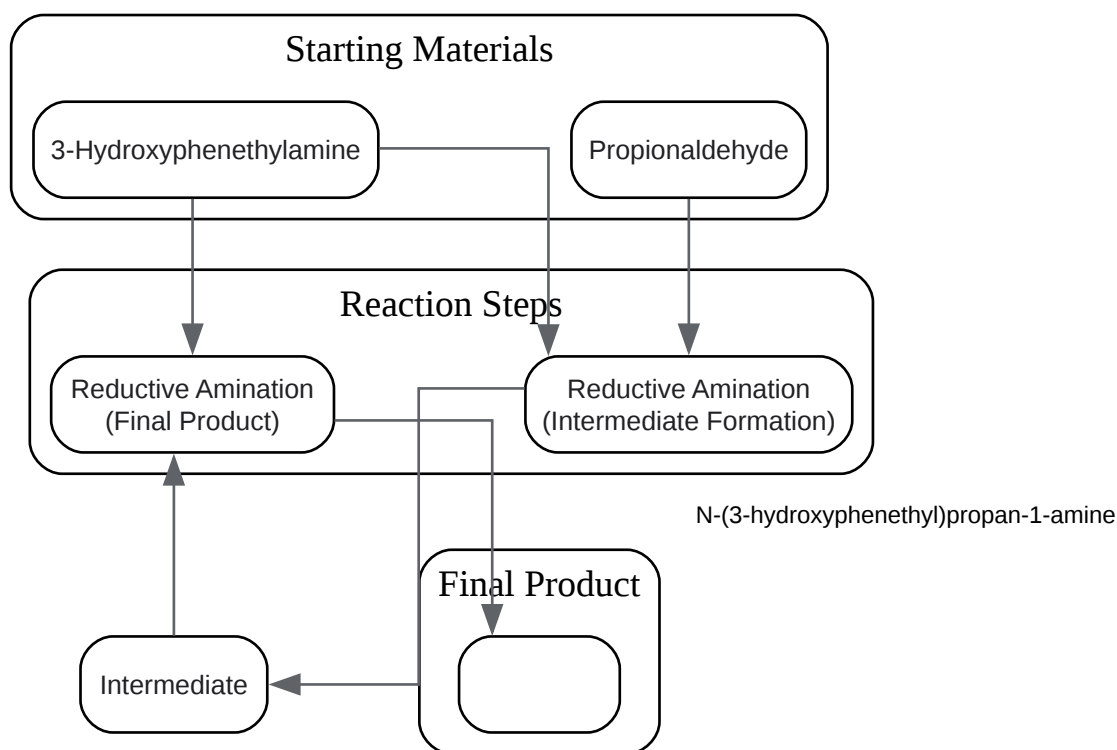 Starting Materials
3-Hydroxyphenethylamine
Propionaldehyde
Reaction Steps
Reductive Amination
(Final Product)
Reductive Amination
(Intermediate Formation)
N-(3-hydroxyphenethyl)propan-1-amine
Final Product
Intermediate